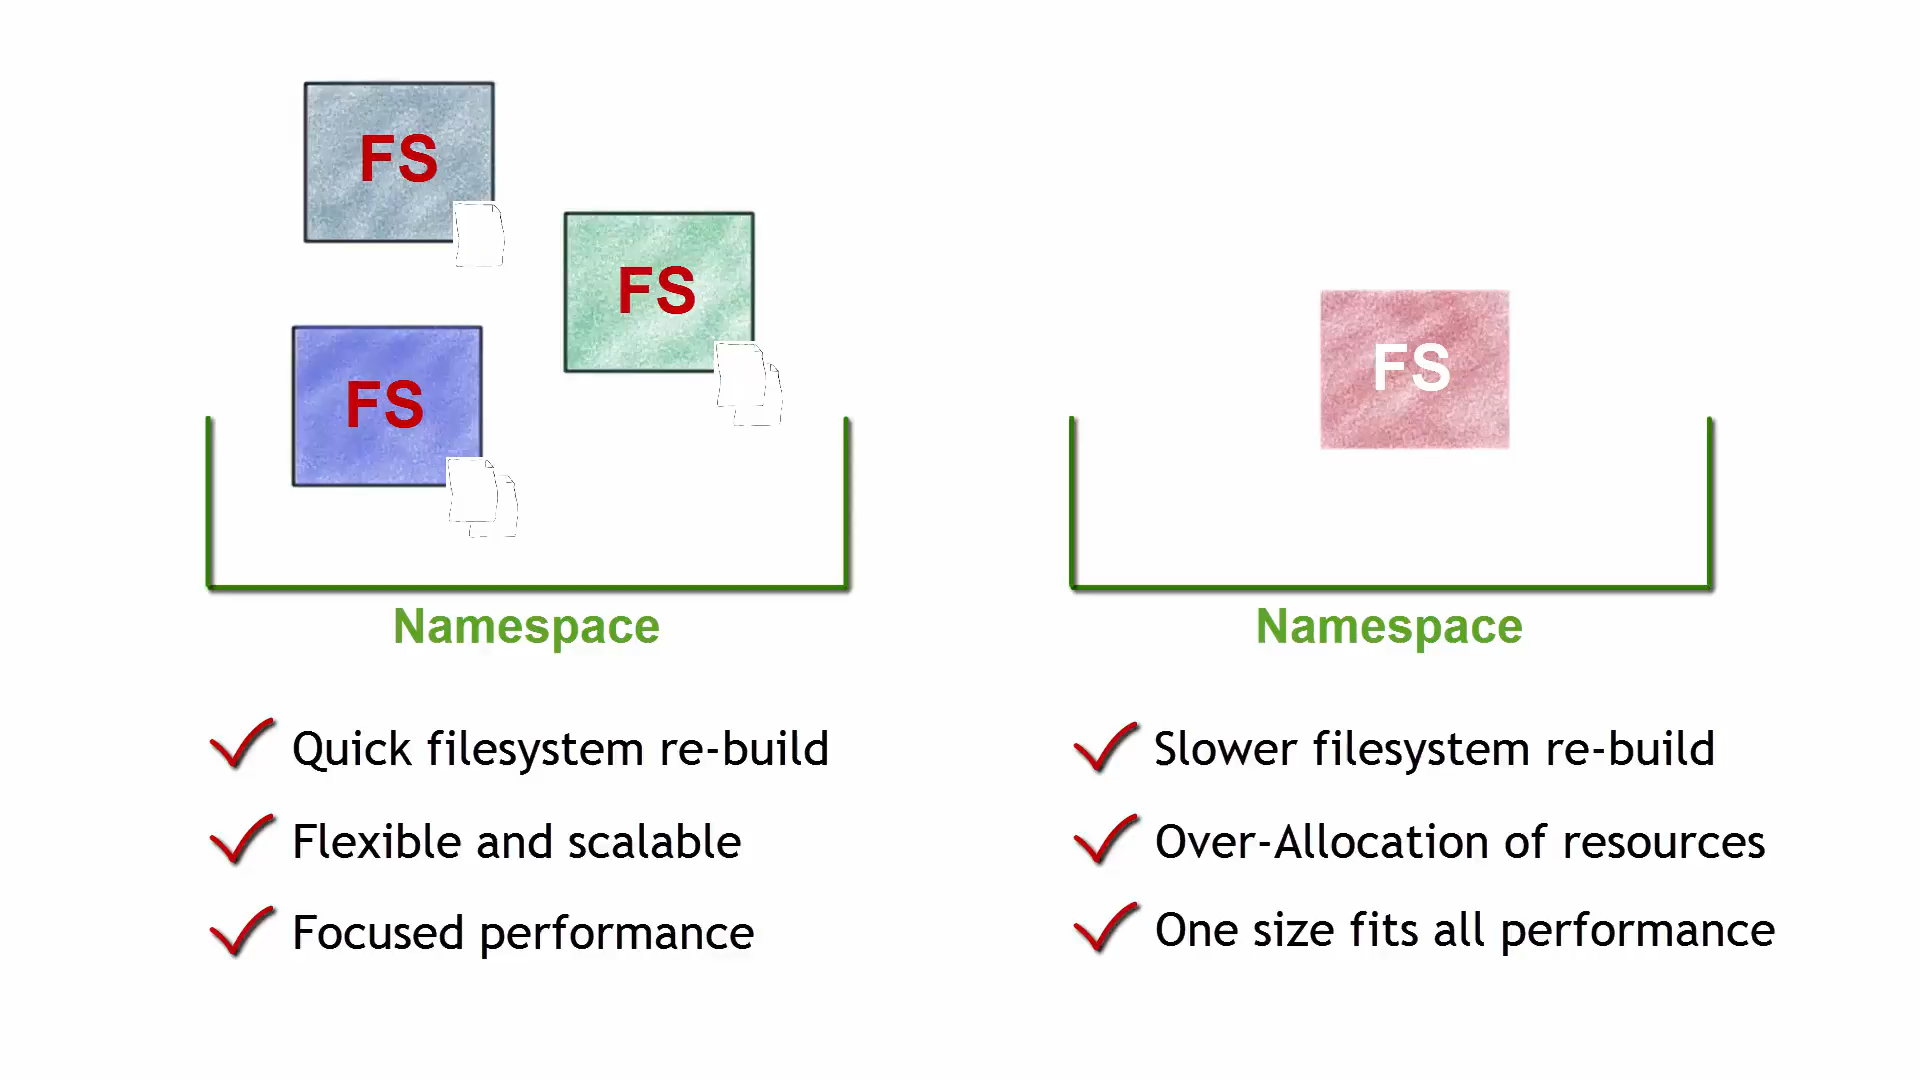 FS
FS
FS
Namespace
Quick filesystem re-build
Flexible and scalable
Focused performance
FS
Namespace
Slower filesystem re-build
Over-Allocation of resources
One size fits all performance